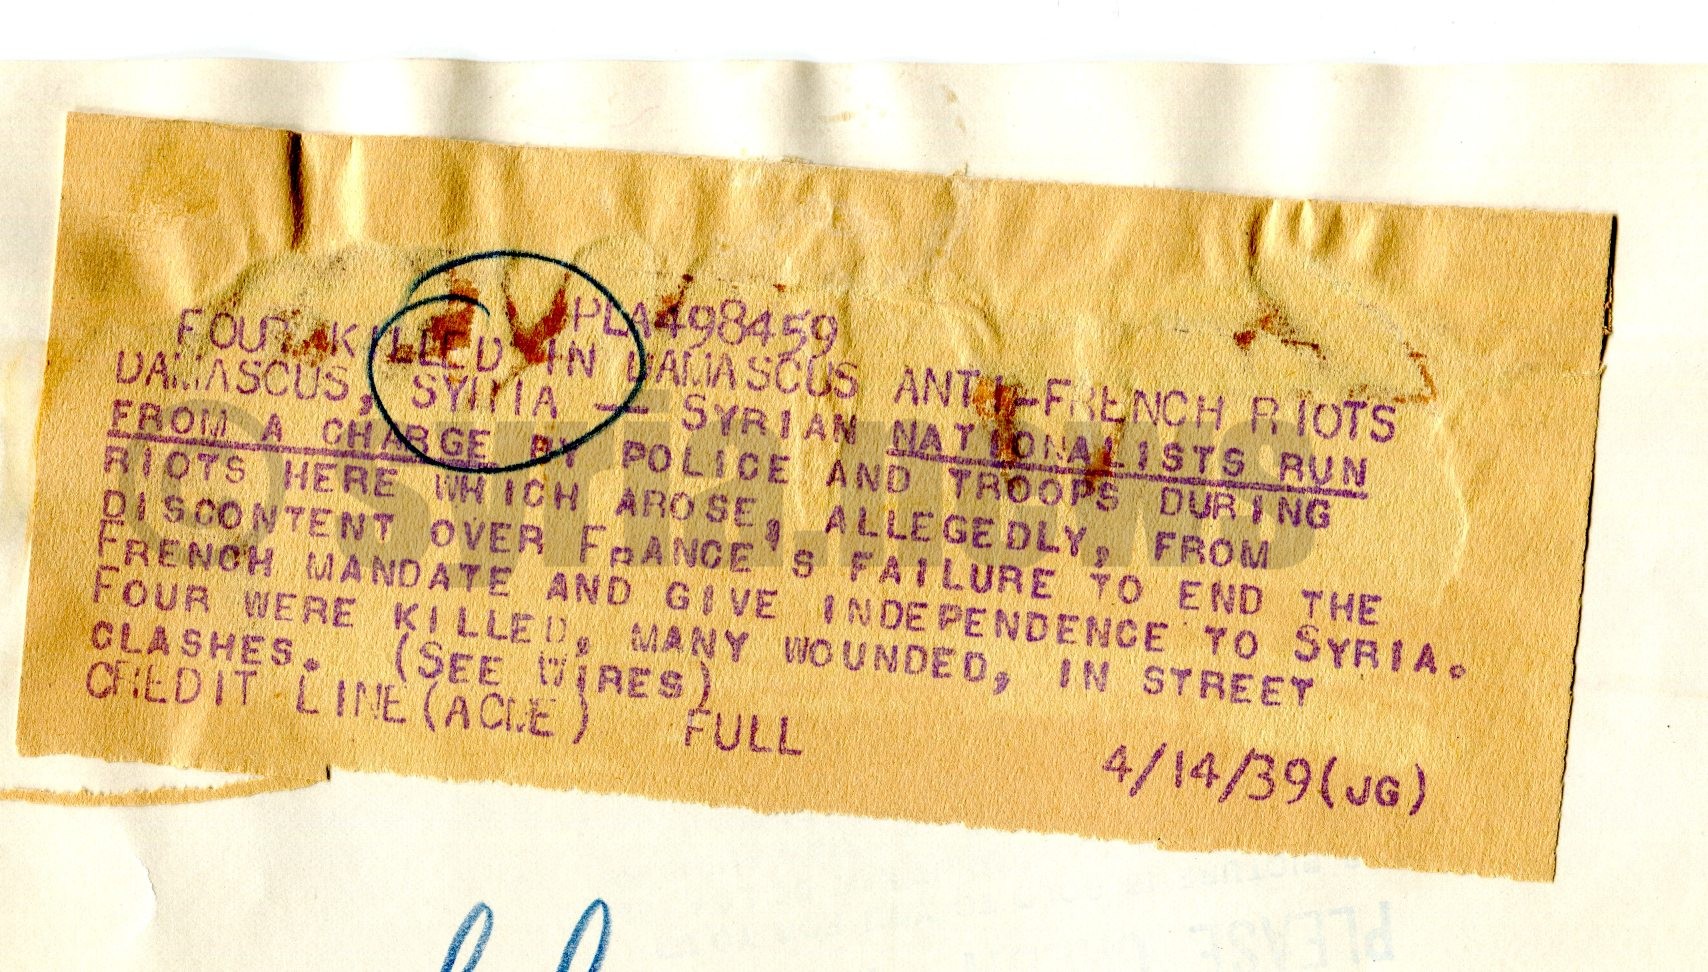 PLA498459
FOUR KILLED IN DAMASCUS ANTI-FRENCH RIOTS
DAMASCUS, SYRIA — SYRIAN NATIONALISTS RUN
FROM A CHARGE BY POLICE AND TROOPS DURING
RIOTS HERE WHICH AROSE, ALLEGEDLY, FROM
DISCONTENT OVER FRANCE'S FAILURE TO END THE
FRENCH MANDATE AND GIVE INDEPENDENCE TO SYRIA.
FOUR WERE KILLED, MANY WOUNDED, IN STREET
CLASHES. (SEE WIRES)
CREDIT LINE (ACME) FULL
4/14/39(JG)
©syria.news
PLEASE